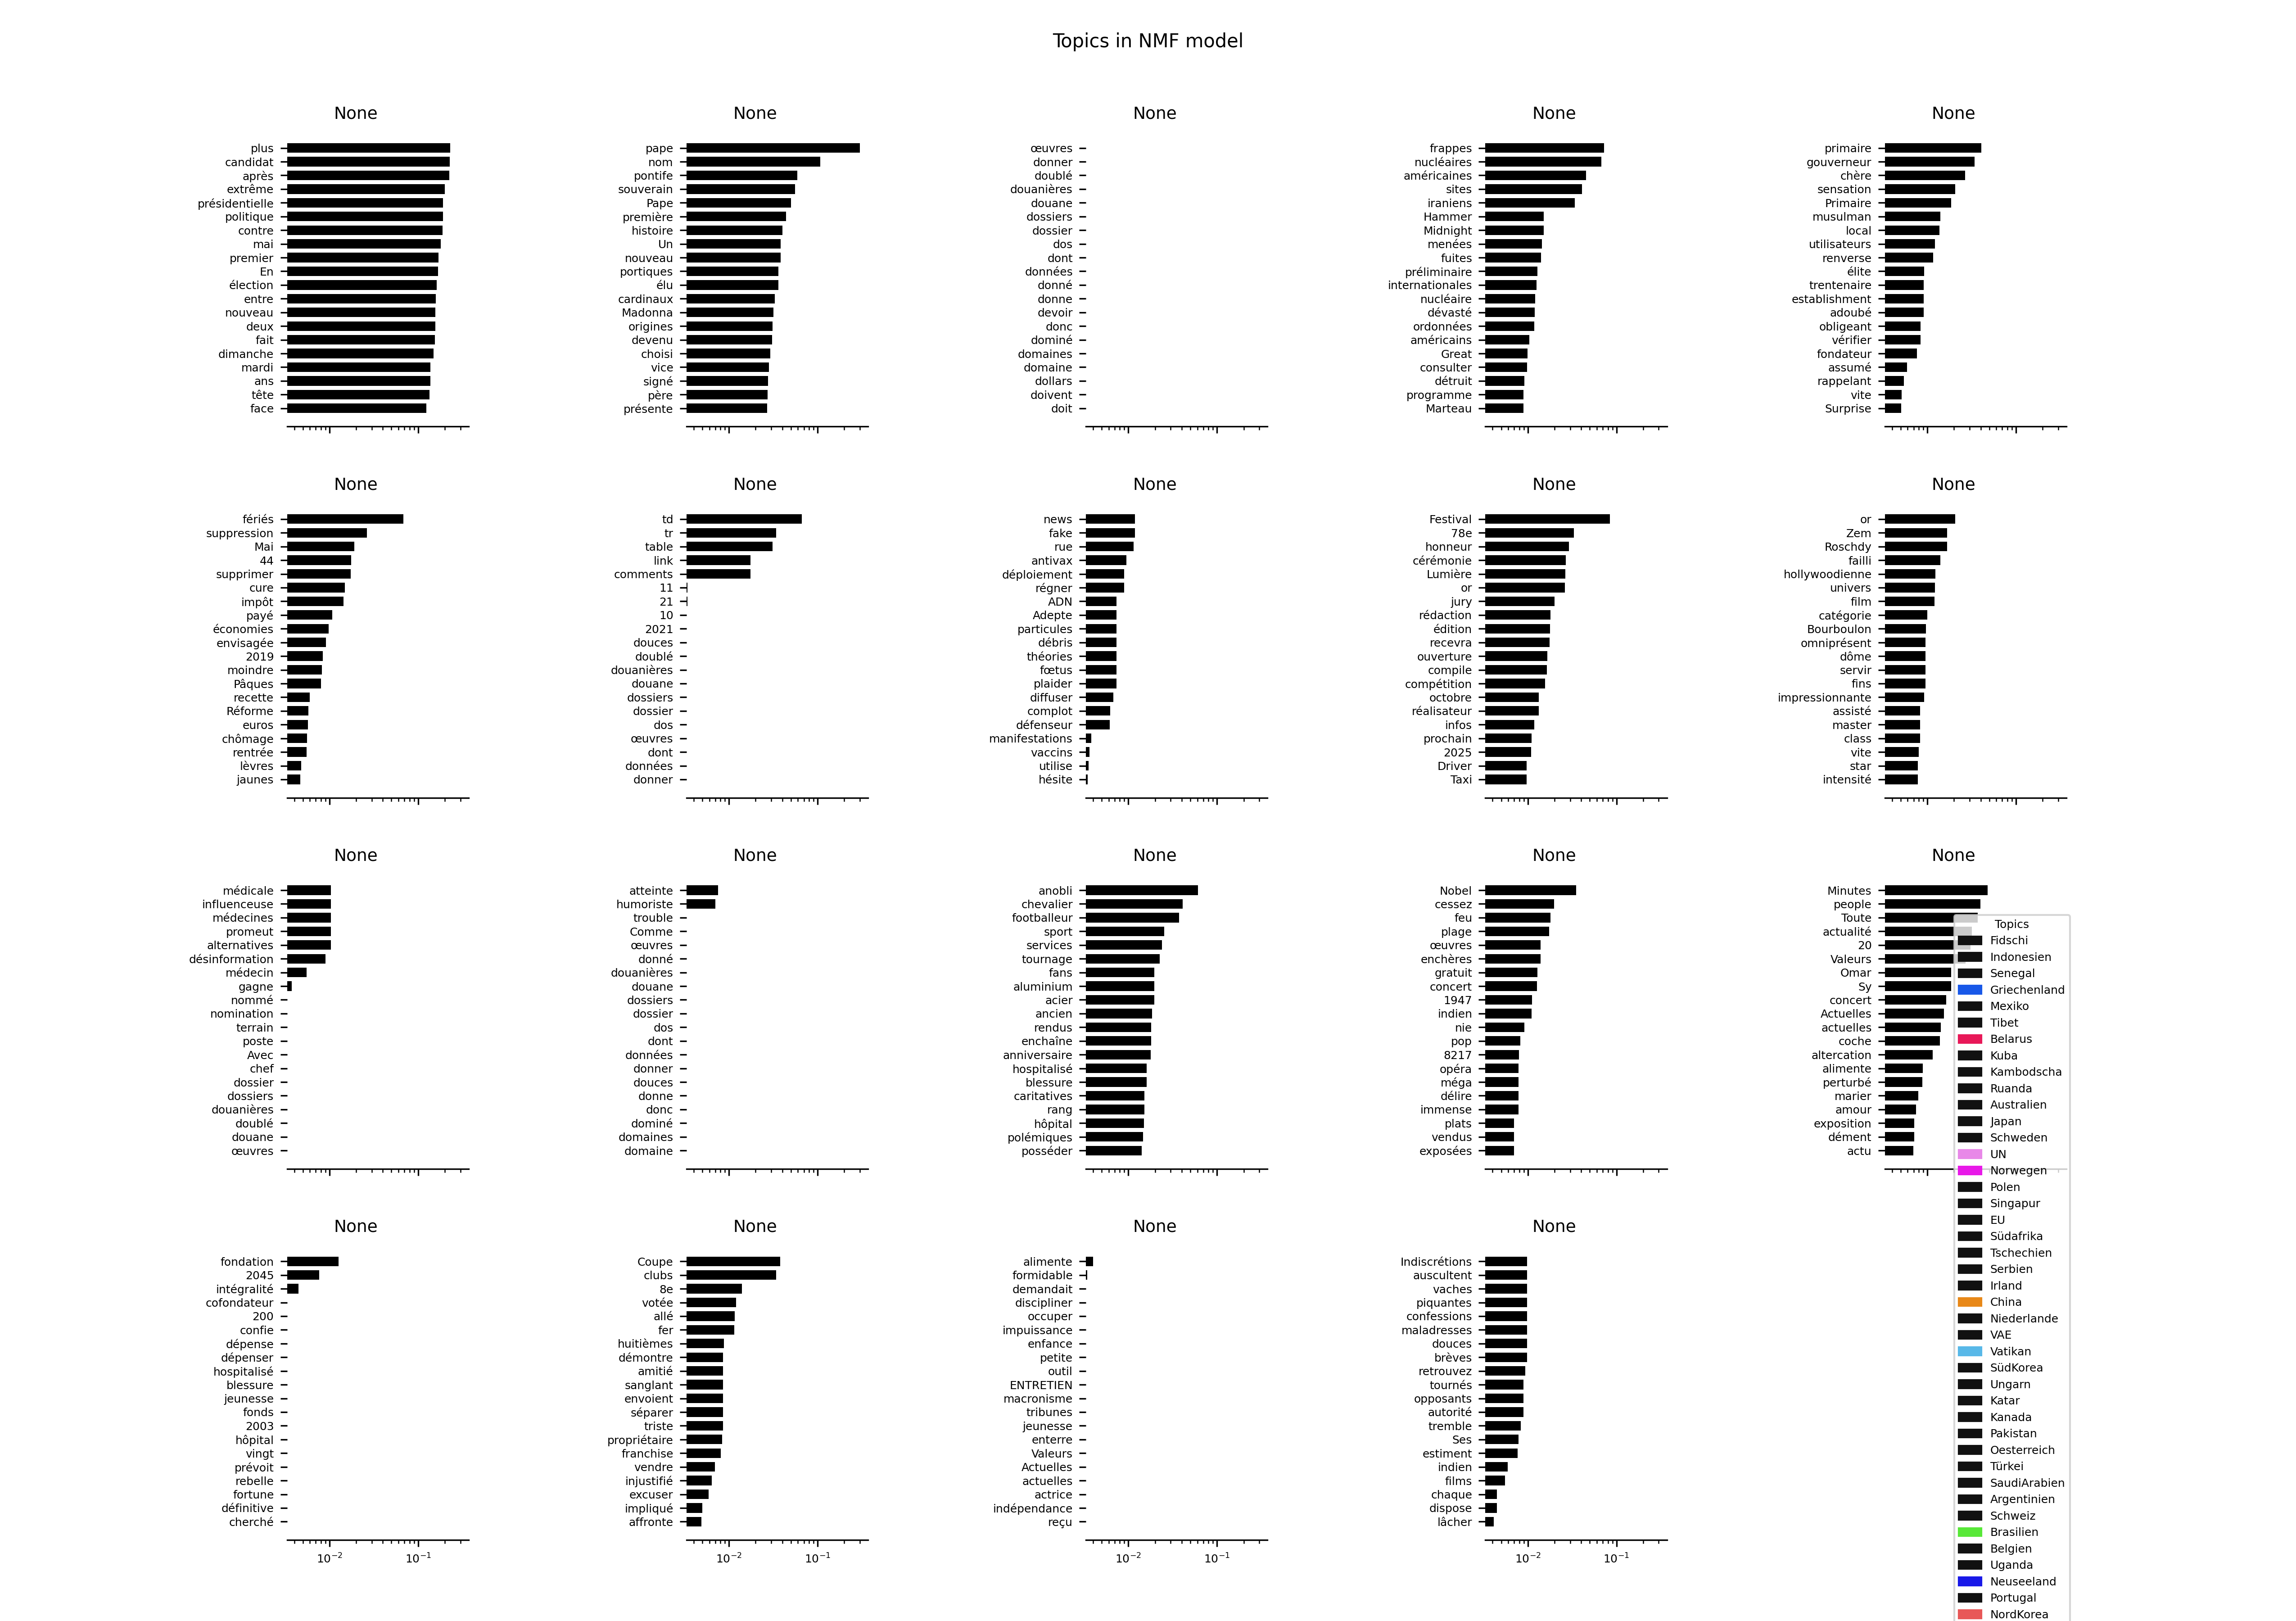 Topics in NMF model
None
plus
candidat
après
extrême
présidentielle
politique
contre
mai
premier
En
élection
entre
nouveau
deux
fait
dimanche
mardi
ans
tête
face
None
pape
nom
pontife
souverain
Pape
première
histoire
Un
nouveau
portiques
élu
cardinaux
Madonna
origines
devenu
choisi
vice
signé
père
présente
None
œuvres
donner
doublé
douanières
douane
dossiers
dossier
dos
dont
données
donné
donne
devoir
donc
dominé
domaines
domaine
dollars
doivent
doit
None
frappes
nucléaires
américaines
sites
iraniens
Hammer
Midnight
menées
fuites
préliminaire
internationales
nucléaire
dévasté
ordonnées
américains
Great
consulter
détruit
programme
Marteau
None
primaire
gouverneur
chère
sensation
Primaire
musulman
local
utilisateurs
renverse
élite
trentenaire
establishment
adoubé
obligeant
vérifier
fondateur
assumé
rappelant
vite
Surprise
None
fériés
suppression
Mai
44
supprimer
cure
impôt
payé
économies
envisagée
2019
moindre
Pâques
recette
Réforme
euros
chômage
rentrée
lèvres
jaunes
None
td
tr
table
link
comments
11
21
10
2021
douces
doublé
douanières
douane
dossiers
dossier
dos
œuvres
dont
données
donner
None
news
fake
rue
antivax
déploiement
régner
ADN
Adepte
particules
débris
théories
fœtus
plaider
diffuser
complot
défenseur
manifestations
vaccins
utilise
hésite
None
Festival
78e
honneur
cérémonie
Lumière
or
jury
rédaction
édition
recevra
ouverture
compile
compétition
octobre
réalisateur
infos
prochain
2025
Driver
Taxi
None
or
Zem
Roschdy
failli
hollywoodienne
univers
film
catégorie
Bourboulon
omniprésent
dôme
servir
fins
impressionnante
assisté
master
class
vite
star
intensité
None
médicale
influenceuse
médecines
promeut
alternatives
désinformation
médecin
gagne
nommé
nomination
terrain
poste
Avec
chef
dossier
dossiers
douanières
doublé
douane
œuvres
None
atteinte
humoriste
trouble
Comme
œuvres
donné
douanières
douane
dossiers
dossier
dos
dont
données
donner
douces
donne
donc
dominé
domaines
domaine
None
anobli
chevalier
footballeur
sport
services
tournage
fans
aluminium
acier
ancien
rendus
enchaîne
anniversaire
hospitalisé
blessure
caritatives
rang
hôpital
polémiques
posséder
None
Nobel
cessez
feu
plage
œuvres
enchères
gratuit
concert
1947
indien
nie
pop
8217
opéra
méga
délire
immense
plats
vendus
exposées
None
Minutes
people
Toute
actualité
20
Valeurs
Omar
Sy
concert
Actuelles
actuelles
coche
altercation
alimente
perturbé
marier
amour
exposition
dément
actu
None
fondation
2045
intégralité
cofondateur
200
confie
dépense
dépenser
hospitalisé
blessure
jeunesse
fonds
2003
hôpital
vingt
prévoit
rebelle
fortune
définitive
cherché
10⁻² 10⁻¹
None
Coupe
clubs
8e
votée
allé
fer
huitièmes
démontre
amitié
sanglant
envoient
séparer
triste
propriétaire
franchise
vendre
injustifié
excuser
impliqué
affronte
10⁻² 10⁻¹
None
alimente
formidable
demandait
discipliner
occuper
impuissance
enfance
petite
outil
ENTRETIEN
macronisme
tribunes
jeunesse
enterre
Valeurs
Actuelles
actuelles
actrice
indépendance
reçu
10⁻² 10⁻¹
None
Indiscrétions
auscultent
vaches
piquantes
confessions
maladresses
douces
brèves
retrouvez
tournés
opposants
autorité
tremble
Ses
estiment
indien
films
chaque
dispose
lâcher
10⁻² 10⁻¹
Topics
Fidschi
Indonesien
Senegal
Griechenland
Mexiko
Tibet
Belarus
Kuba
Kambodscha
Ruanda
Australien
Japan
Schweden
UN
Norwegen
Polen
Singapur
EU
Südafrika
Tschechien
Serbien
Irland
China
Niederlande
VAE
Vatikan
SüdKorea
Ungarn
Katar
Kanada
Pakistan
Oesterreich
Türkei
SaudiArabien
Argentinien
Schweiz
Brasilien
Belgien
Uganda
Neuseeland
Portugal
NordKorea